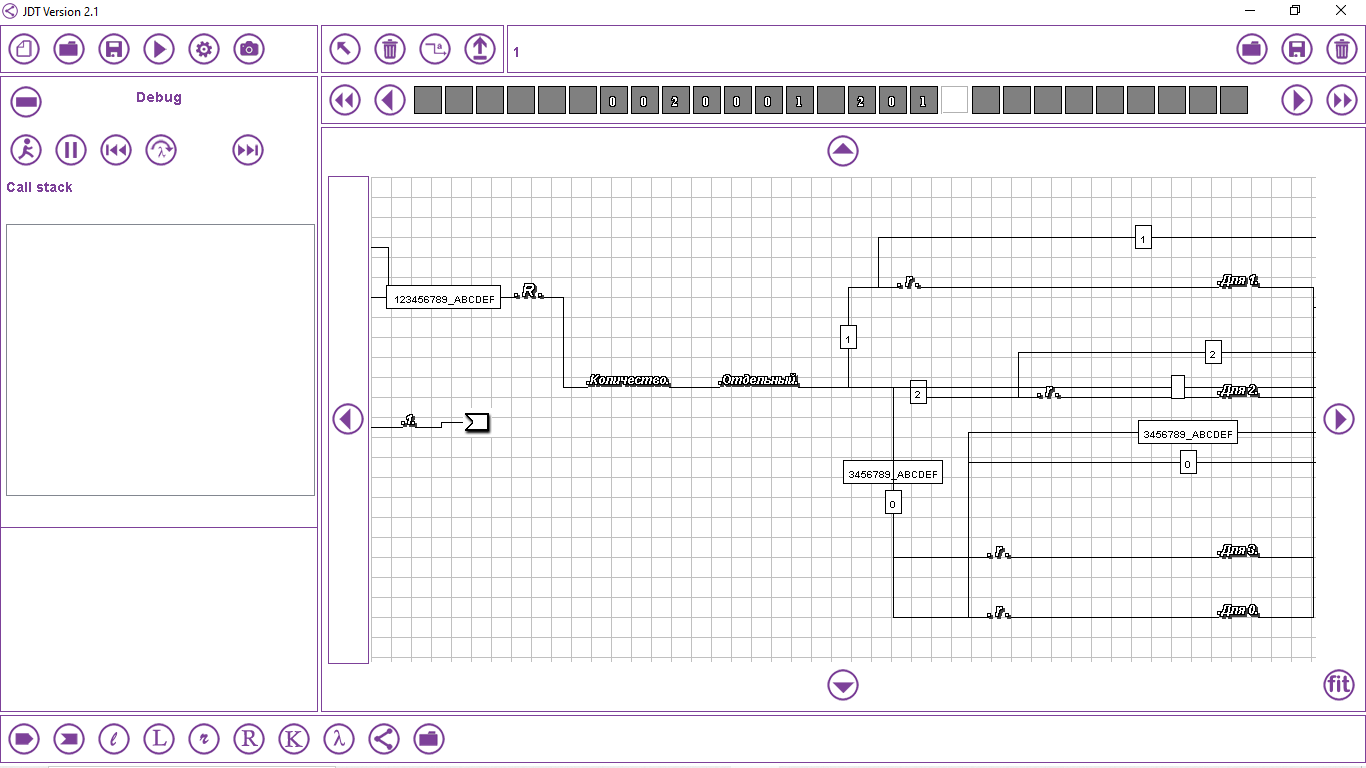 JDT Version 2.1
1
Debug
0 0 2 0 0 0 1 2 0 1
Call stack
1
. r .
.Для 1.
123456789_ABCDEF
. R .
1
2
.Количество.
.Отдельный.
2
. r .
.Для 2.
.1.
3456789_ABCDEF
0
3456789_ABCDEF
0
. r .
.Для 3.
. r .
.Для 0.
fit
l L r R K λ